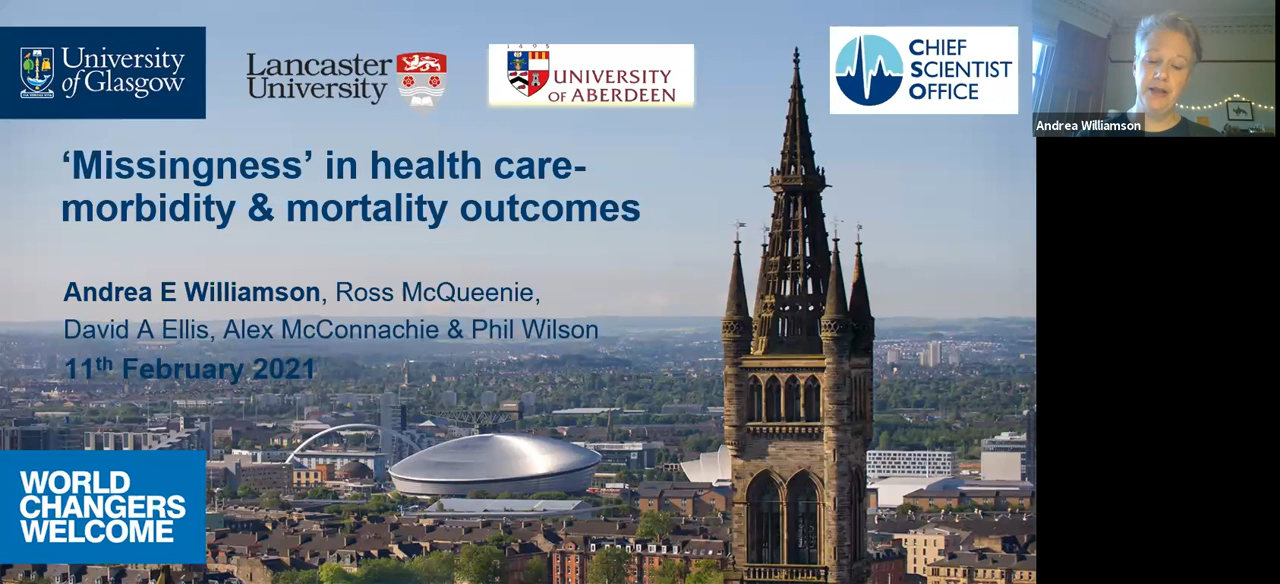 University
of Glasgow
Lancaster
University
1495
UNIVERSITY
OF ABERDEEN
CHIEF
SCIENTIST
OFFICE
Andrea Williamson
‘Missingness’ in health care-
morbidity & mortality outcomes
Andrea E Williamson, Ross McQueenie,
David A Ellis, Alex McConnachie & Phil Wilson
11th February 2021
WORLD
CHANGERS
WELCOME